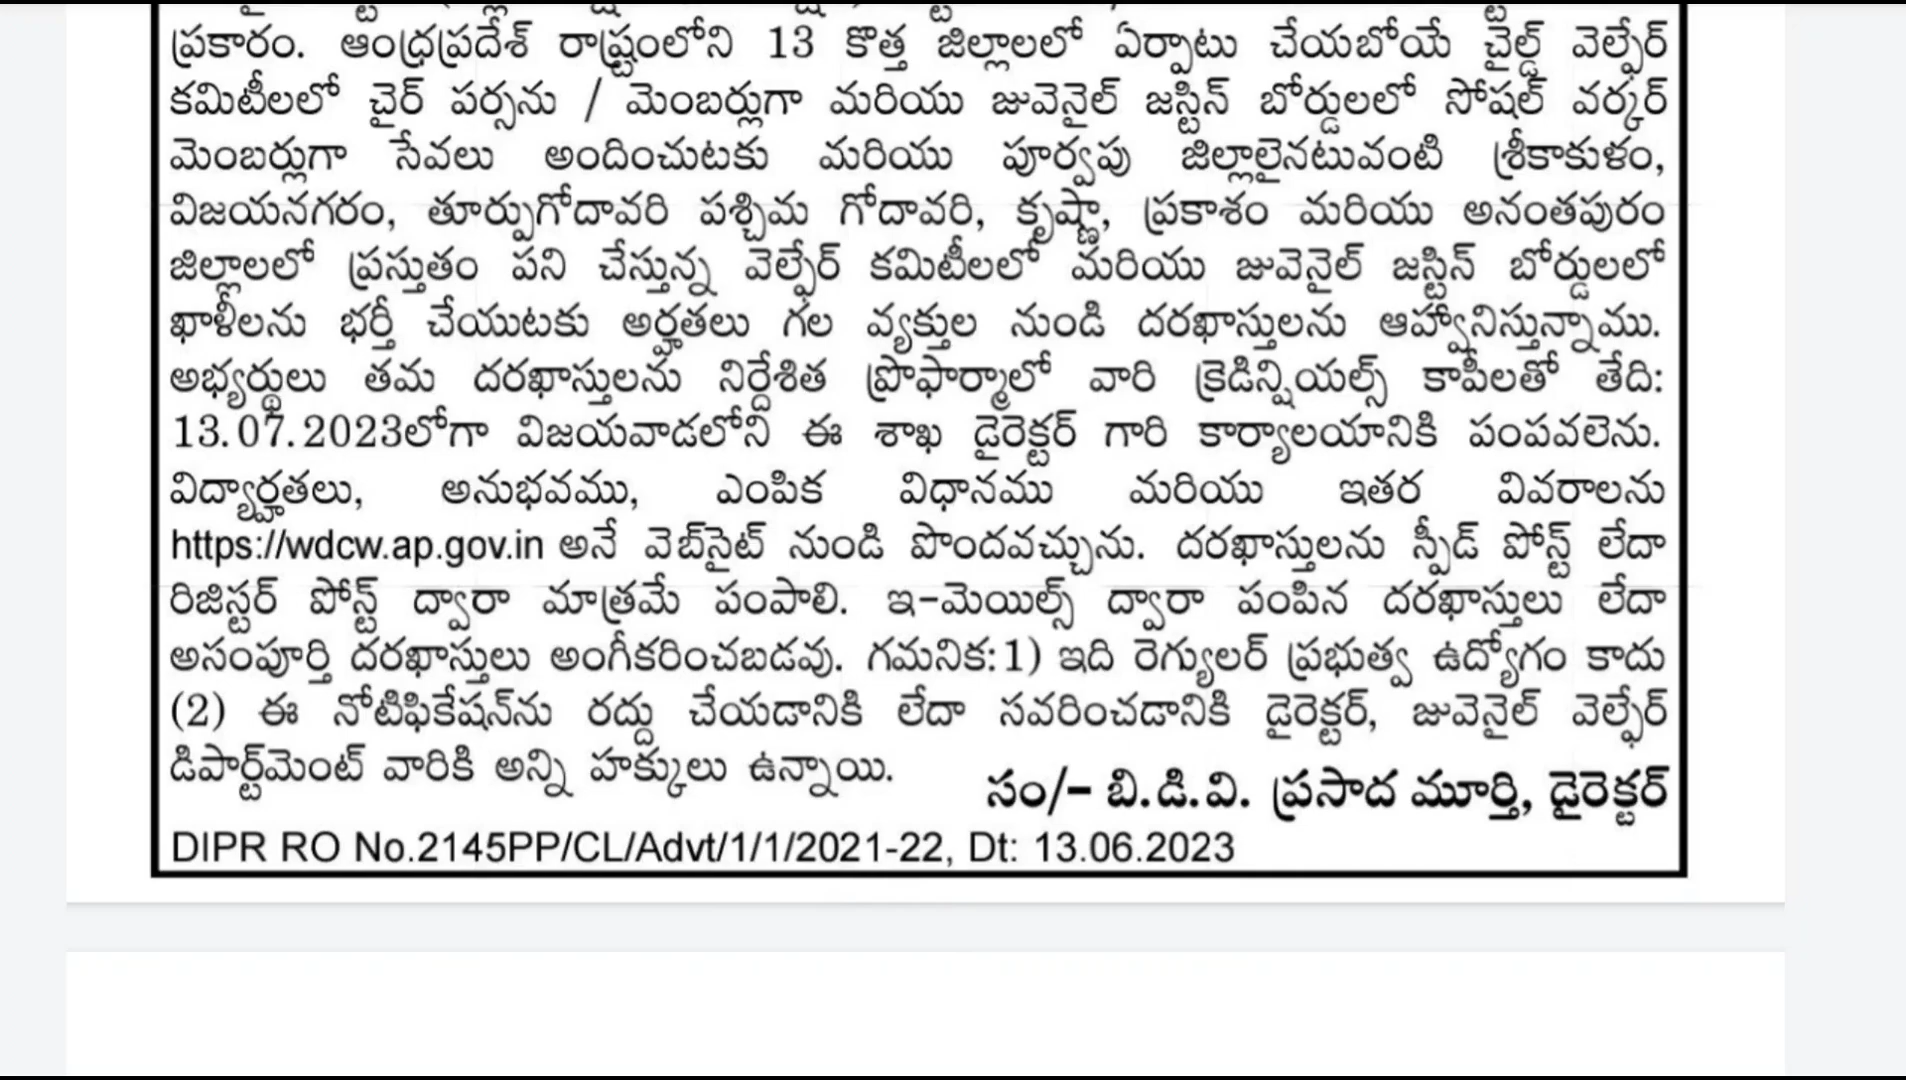 ప్రకారం. ఆంధ్రప్రదేశ్ రాష్ట్రంలోని 13 కొత్త జిల్లాలలో ఏర్పాటు చేయబోయే చైల్డ్ వెల్ఫేర్
కమిటీలలో చైర్ పర్సను / మెంబర్లుగా మరియు జువెనైల్ జస్టిస్ బోర్డులలో సోషల్ వర్కర్
మెంబర్లుగా సేవలు అందించుటకు మరియు పూర్వపు జిల్లాలైనటువంటి శ్రీకాకుళం,
విజయనగరం, తూర్పుగోదావరి పశ్చిమ గోదావరి, కృష్ణా, ప్రకాశం మరియు అనంతపురం
జిల్లాలలో ప్రస్తుతం పని చేస్తున్న వెల్ఫేర్ కమిటీలలో మరియు జువెనైల్ జస్టిస్ బోర్డులలో
ఖాళీలను భర్తీ చేయుటకు అర్హతలు గల వ్యక్తుల నుండి దరఖాస్తులను ఆహ్వానిస్తున్నాము.
అభ్యర్థులు తమ దరఖాస్తులను నిర్దేశిత ప్రొఫార్మాలో వారి క్రెడిన్షియల్స్ కాపీలతో తేది:
13.07.2023లోగా విజయవాడలోని ఈ శాఖ డైరెక్టర్ గారి కార్యాలయానికి పంపవలెను.
విద్యార్హతలు, అనుభవము, ఎంపిక విధానము మరియు ఇతర వివరాలను
https://wdcw.ap.gov.in అనే వెబ్‌సైట్ నుండి పొందవచ్చును. దరఖాస్తులను స్పీడ్ పోస్ట్ లేదా
రిజిస్టర్ పోస్ట్ ద్వారా మాత్రమే పంపాలి. ఇ-మెయిల్స్ ద్వారా పంపిన దరఖాస్తులు లేదా
అసంపూర్తి దరఖాస్తులు అంగీకరించబడవు. గమనిక:1) ఇది రెగ్యులర్ ప్రభుత్వ ఉద్యోగం కాదు
(2) ఈ నోటిఫికేషన్‌ను రద్దు చేయడానికి లేదా సవరించడానికి డైరెక్టర్, జువెనైల్ వెల్ఫేర్
డిపార్ట్‌మెంట్ వారికి అన్ని హక్కులు ఉన్నాయి.
సం/- బి.డి.వి. ప్రసాద మూర్తి, డైరెక్టర్
DIPR RO No.2145PP/CL/Advt/1/1/2021-22, Dt: 13.06.2023